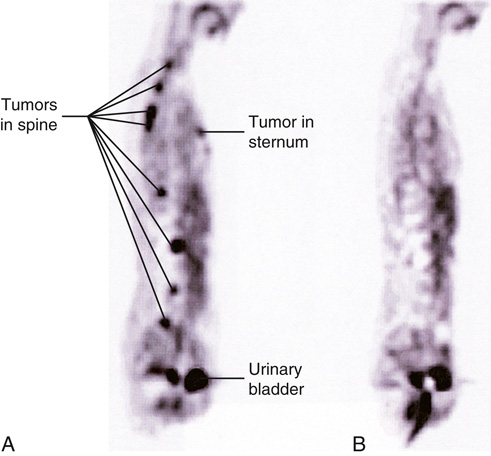 Tumors
in spine
Tumor in
sternum
Urinary
bladder
A
B